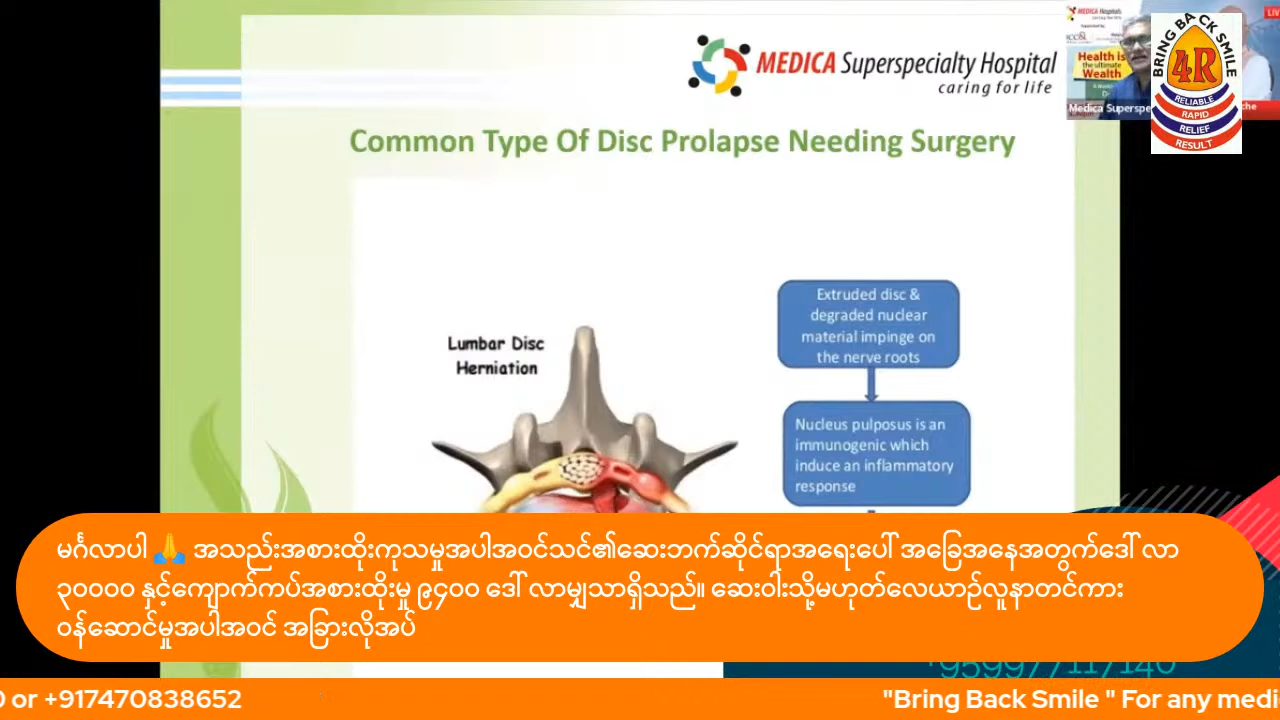 MEDICA Superspecialty Hospital
caring for life
Common Type Of Disc Prolapse Needing Surgery
MEDICA Hospitals
Health is
the ultimate
Wealth
Medica Superspe
LIV
BRING BACK SMILE
4R
RELIABLE
RAPID
RELIEF
RESULT
Lumbar Disc
Herniation
Extruded disc &
degraded nuclear
material impinge on
the nerve roots
Nucleus pulposus is an
immunogenic which
induce an inflammatory
response
မင်္ဂလာပါ 🙏 အသည်းအစားထိုးကုသမှုအပါအဝင်သင်၏ဆေးဘက်ဆိုင်ရာအရေးပေါ် အခြေအနေအတွက်ဒေါ် လာ
၃၀၀၀၀ နှင့်ကျောက်ကပ်အစားထိုးမှု ၉၄၀၀ ဒေါ် လာမျှသာရှိသည်။ ဆေးဝါးသို့မဟုတ်လေယာဉ်လူနာတင်ကား
ဝန်ဆောင်မှုအပါအဝင် အခြားလိုအပ်
+959977117140
0 or +917470838652
"Bring Back Smile " For any medi